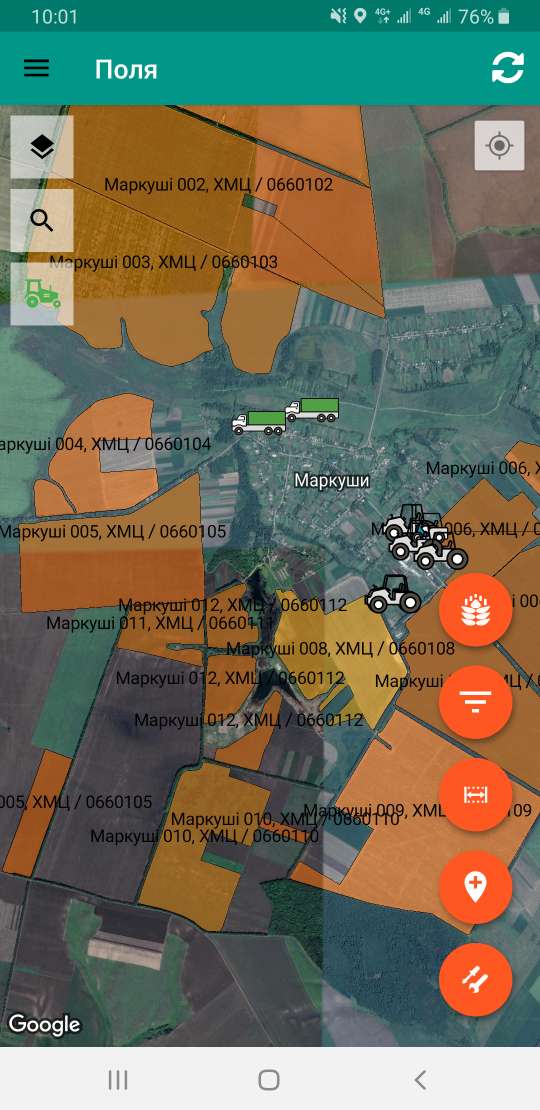 10:01
4G+
4G
76%
Поля
Маркуші 002, ХМЦ / 0660102
Маркуші 003, ХМЦ / 0660103
аркуші 004, ХМЦ / 0660104
Маркуши
Маркуші 006, Х
Маркуші 005, ХМЦ / 0660105
М 006, ХМЦ / 0
Маркуші 012, ХМЦ / 0660112
і 00
Маркуші 011, ХМЦ / 0660111
Маркуші 008, ХМЦ / 0660108
Маркуші 012, ХМЦ / 0660112
Маркуші МЦ /
Маркуші 012, ХМЦ / 0660112
005, ХМЦ / 0660105
Маркуші 009, ХМЦ 109
Маркуші 010, ХМЦ / 0660110
Маркуші 010, ХМЦ / 0660110
Google